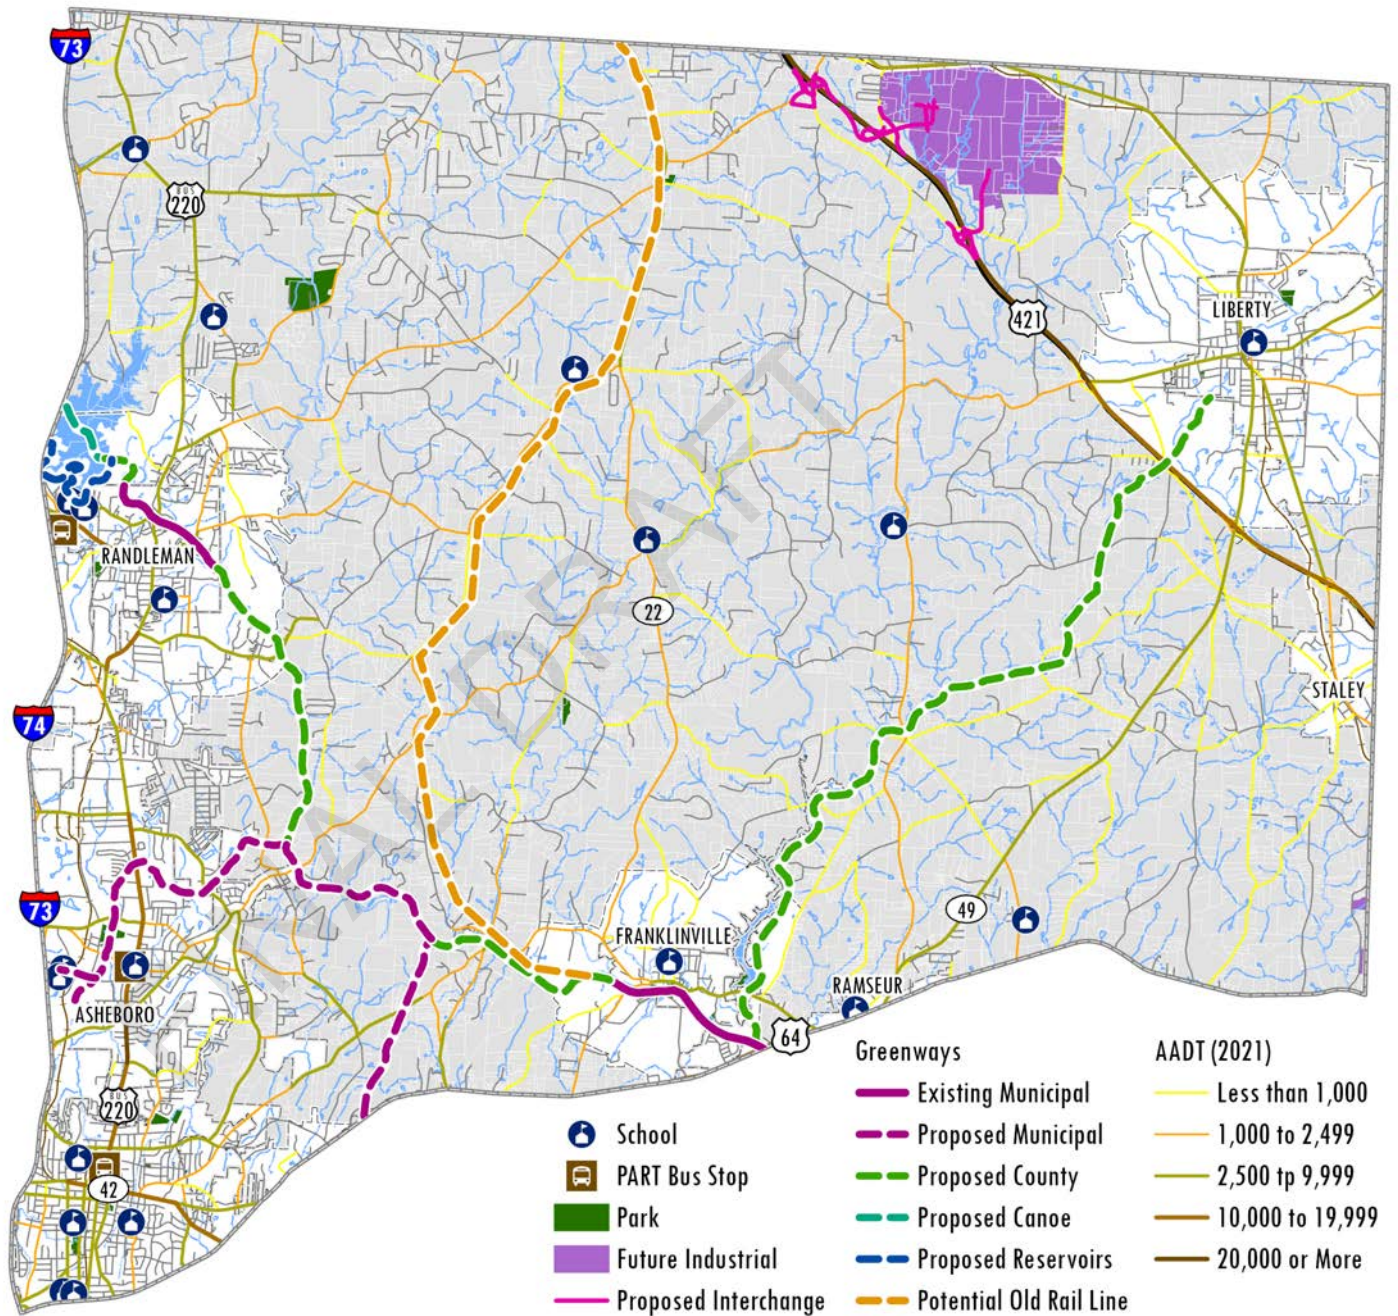 73
BUS
220
421
LIBERTY
RANDLEMAN
22
STALEY
74
73
FRANKLINVILLE
49
RAMSEUR
ASHEBORO
64
BUS
220
42
NAL DRAFT
School
PART Bus Stop
Park
Future Industrial
Proposed Interchange
Greenways
Existing Municipal
Proposed Municipal
Proposed County
Proposed Canoe
Proposed Reservoirs
Potential Old Rail Line
AADT (2021)
Less than 1,000
1,000 to 2,499
2,500 tp 9,999
10,000 to 19,999
20,000 or More